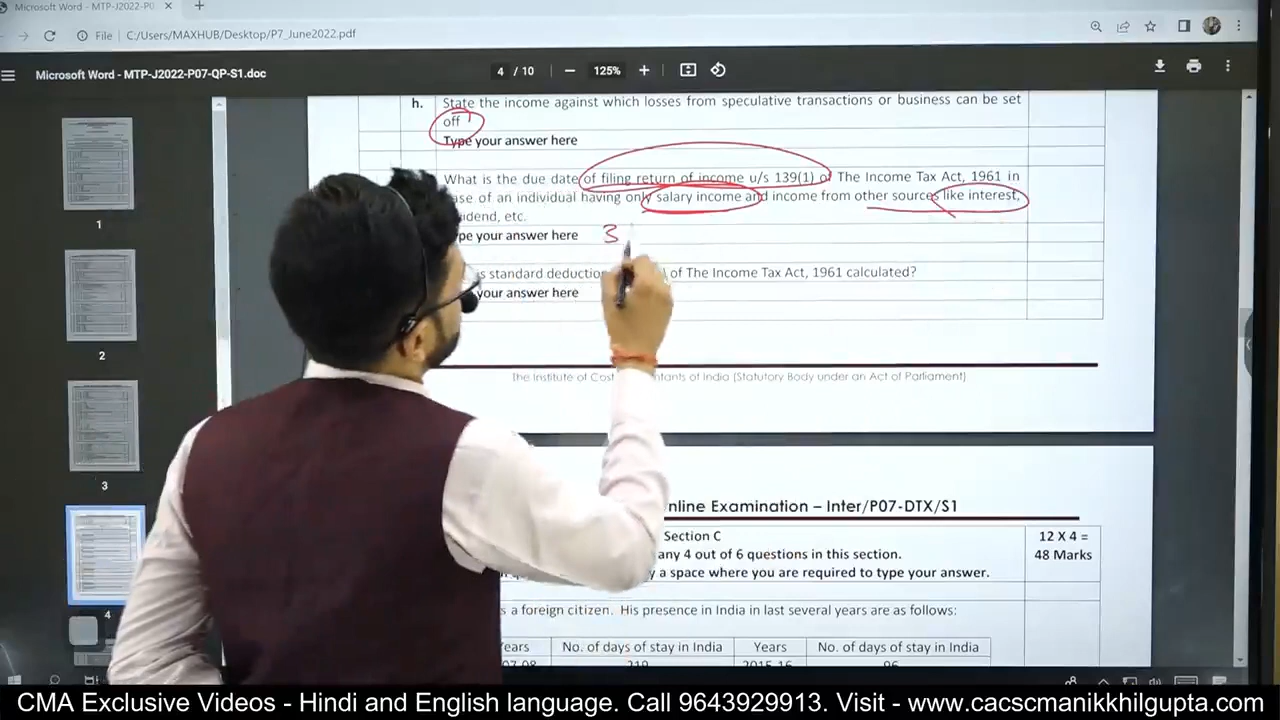 Microsoft Word - MTP-J2022-P0
File
C:/Users/MAXHUB/Desktop/P7_June2022.pdf
Microsoft Word - MTP-J2022-P07-QP-S1.doc
4 / 10
125%
h. State the income against which losses from speculative transactions or business can be set
off
Type your answer here
What is the due date of filing return of income u/s 139(1) of The Income Tax Act, 1961 in
of an individual having only salary income and income from other sources like interest,
etc.
your answer here
3
standard deduction of The Income Tax Act, 1961 calculated?
your answer here
The Institute of Cost of India (Statutory Body under an Act of Parliament)
1
2
3
4
Examination – Inter/P07-DTX/S1
Section C
12 X 4 =
any 4 out of 6 questions in this section.
48 Marks
a space where you are required to type your answer.
a foreign citizen. His presence in India in last several years are as follows:
No. of days of stay in India
Years
No. of days of stay in India
CMA Exclusive Videos - Hindi and English language. Call 9643929913. Visit - www.cacscmanikkhilgupta.com